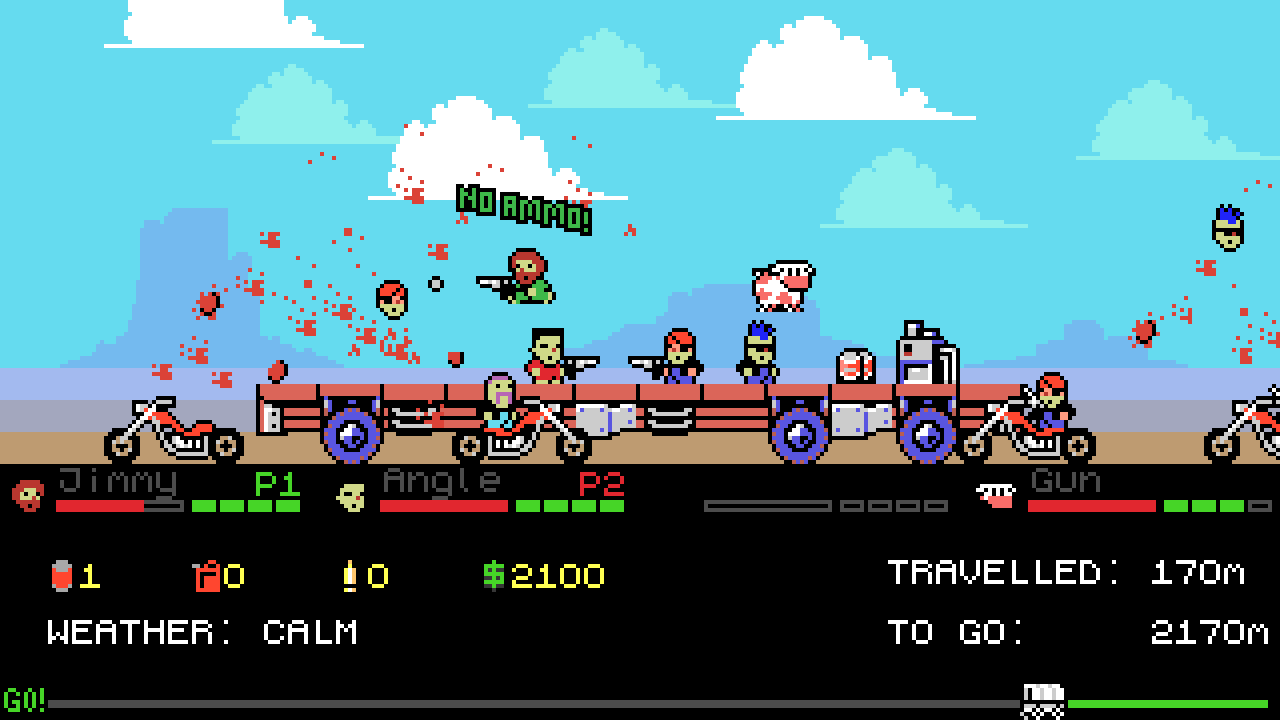 NO AMMO!
Jimmy P1 Angle P2 Gun
1 0 0 $2100
TRAVELLED: 170m
WEATHER: CALM
TO GO: 2170m
GO!